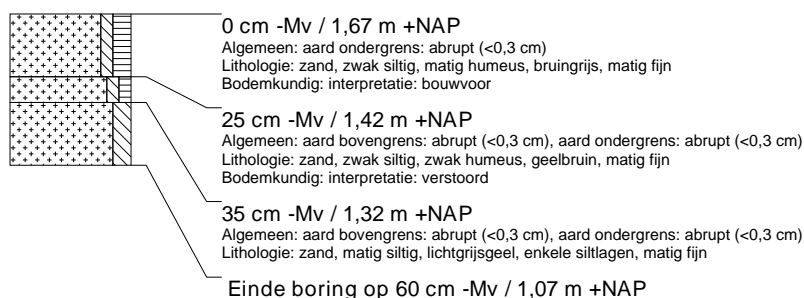 0 cm -Mv / 1,67 m +NAP
Algemeen: aard ondergrens: abrupt (<0,3 cm)
Lithologie: zand, zwak siltig, matig humeus, bruingrijs, matig fijn
Bodemkundig: interpretatie: bouwvoor
25 cm -Mv / 1,42 m +NAP
Algemeen: aard bovengrens: abrupt (<0,3 cm), aard ondergrens: abrupt (<0,3 cm)
Lithologie: zand, zwak siltig, zwak humeus, geelbruin, matig fijn
Bodemkundig: interpretatie: verstoord
35 cm -Mv / 1,32 m +NAP
Algemeen: aard bovengrens: abrupt (<0,3 cm), aard ondergrens: abrupt (<0,3 cm)
Lithologie: zand, matig siltig, lichtgrijsgeel, enkele siltlagen, matig fijn
Einde boring op 60 cm -Mv / 1,07 m +NAP